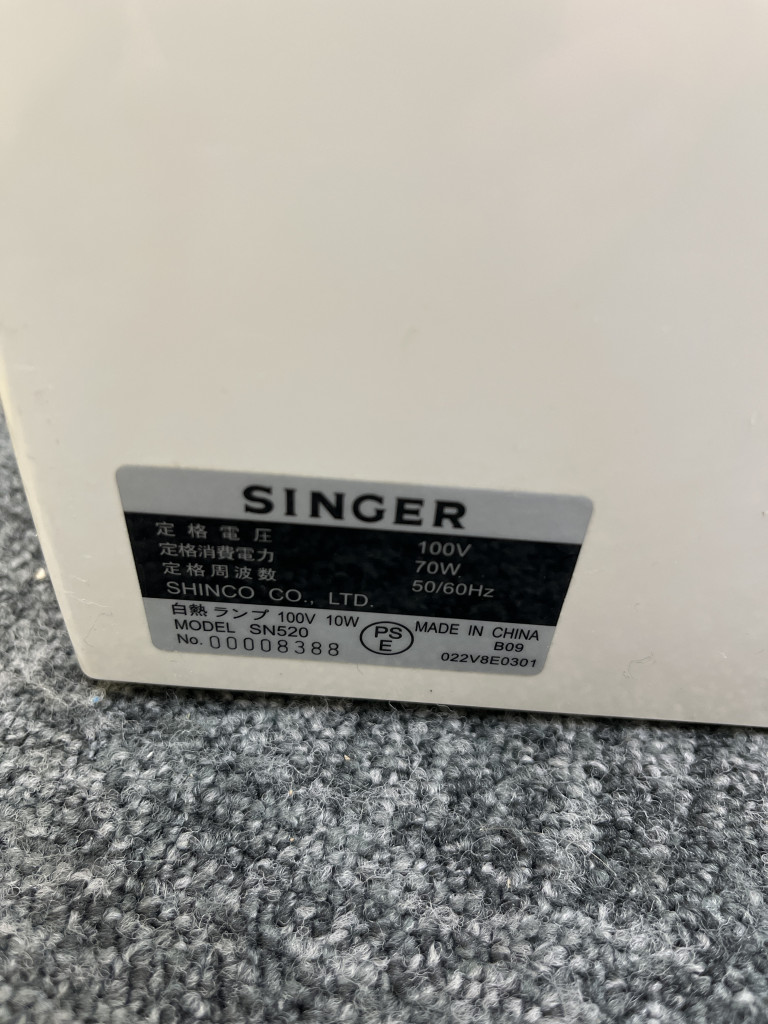 SINGER
定格電圧 100V
定格消費電力 70W
定格周波数 50/60Hz
SHINCO CO., LTD.
白熱ランプ 100V 10W
MODEL SN520
No. 00008388
PS
E
MADE IN CHINA
B09
022V8E0301